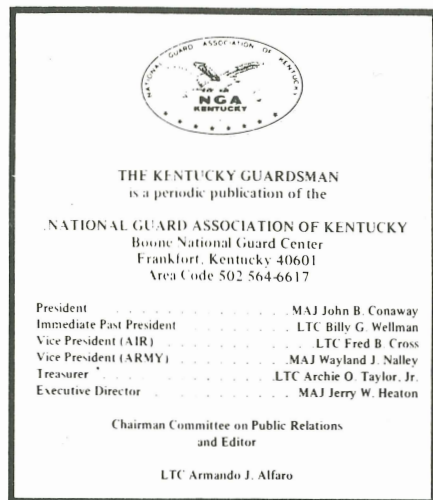 NATIONAL GUARD ASSOCIATION OF KENTUCKY
NGA
KENTUCKY
THE KENTUCKY GUARDSMAN
is a periodic publication of the
NATIONAL GUARD ASSOCIATION OF KENTUCKY
Boone National Guard Center
Frankfort, Kentucky 40601
Area Code 502 564-6617
President . . . . . . . . . . . . . . . . MAJ John B. Conaway
Immediate Past President . . . . . . . . . LTC Billy G. Wellman
Vice President (AIR) . . . . . . . . . . . . LTC Fred B. Cross
Vice President (ARMY) . . . . . . . . . . MAJ Wayland J. Nalley
Treasurer . . . . . . . . . . . . . . . LTC Archie O. Taylor, Jr.
Executive Director . . . . . . . . . . . . MAJ Jerry W. Heaton
Chairman Committee on Public Relations
and Editor
LTC Armando J. Alfaro